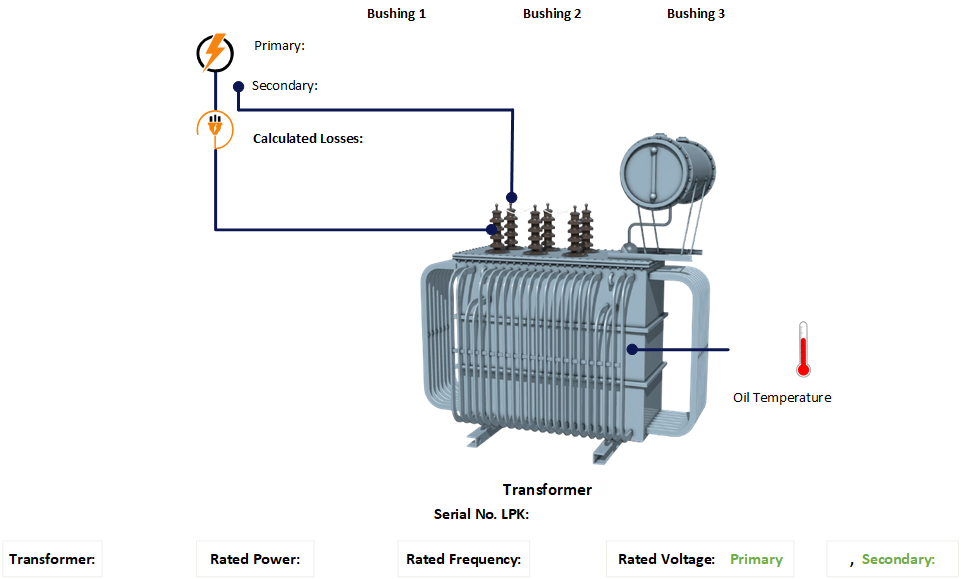 Bushing 1 Bushing 2 Bushing 3
Primary:
Secondary:
Calculated Losses:
Oil Temperature
Transformer
Serial No. LPK:
Transformer: Rated Power: Rated Frequency: Rated Voltage: Primary , Secondary: